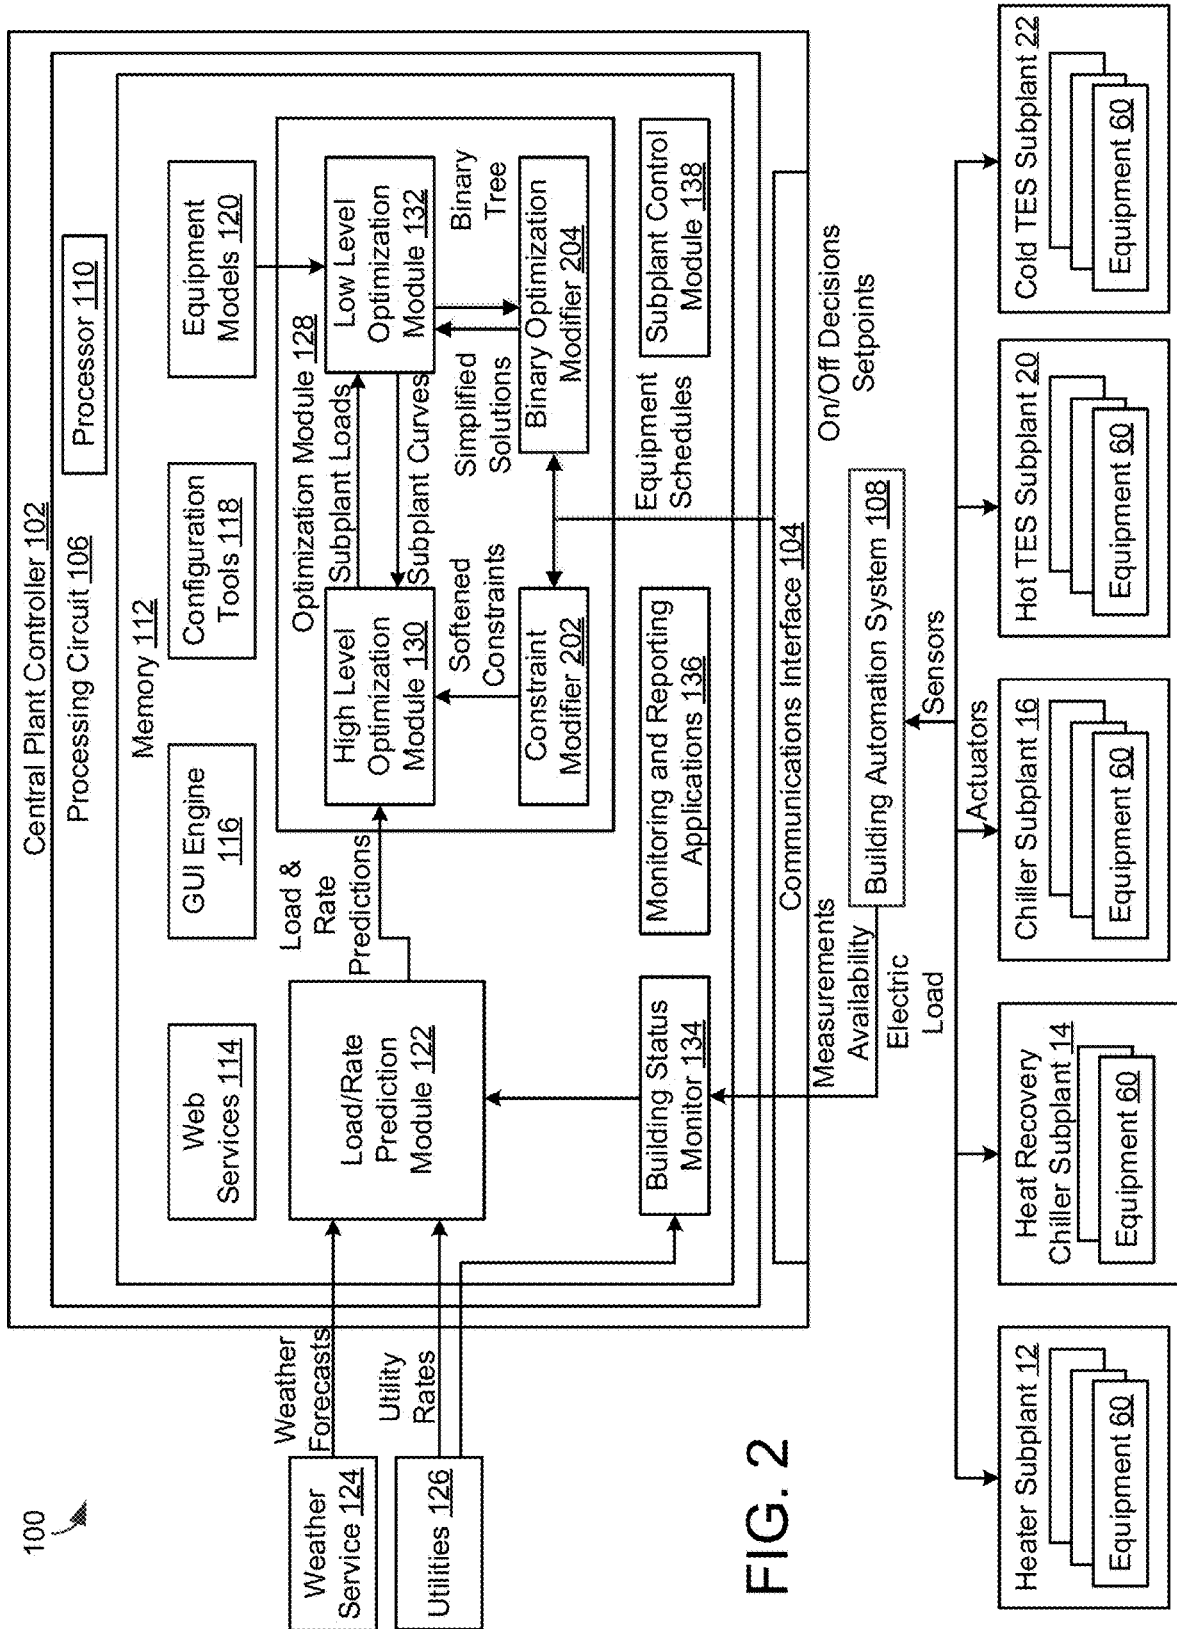 100
Central Plant Controller 102
Processing Circuit 106
Processor 110
Memory 112
Web
Services 114
GUI Engine
116
Configuration
Tools 118
Equipment
Models 120
Weather
Service 124
Weather
Forecasts
Utilities 126
Utility
Rates
Load/Rate
Prediction
Module 122
Load &
Rate
Predictions
Optimization Module 128
High Level
Optimization
Module 130
Subplant Loads
Subplant Curves
Low Level
Optimization
Module 132
Softened
Constraints
Simplified
Solutions
Binary
Tree
Constraint
Modifier 202
Binary Optimization
Modifier 204
Building Status
Monitor 134
Monitoring and Reporting
Applications 136
Equipment
Schedules
Subplant Control
Module 138
Communications Interface 104
Measurements
Availability
Electric
Load
On/Off Decisions
Setpoints
Building Automation System 108
Sensors
Actuators
FIG. 2
Heater Subplant 12
Equipment 60
Heat Recovery
Chiller Subplant 14
Equipment 60
Chiller Subplant 16
Equipment 60
Hot TES Subplant 20
Equipment 60
Cold TES Subplant 22
Equipment 60